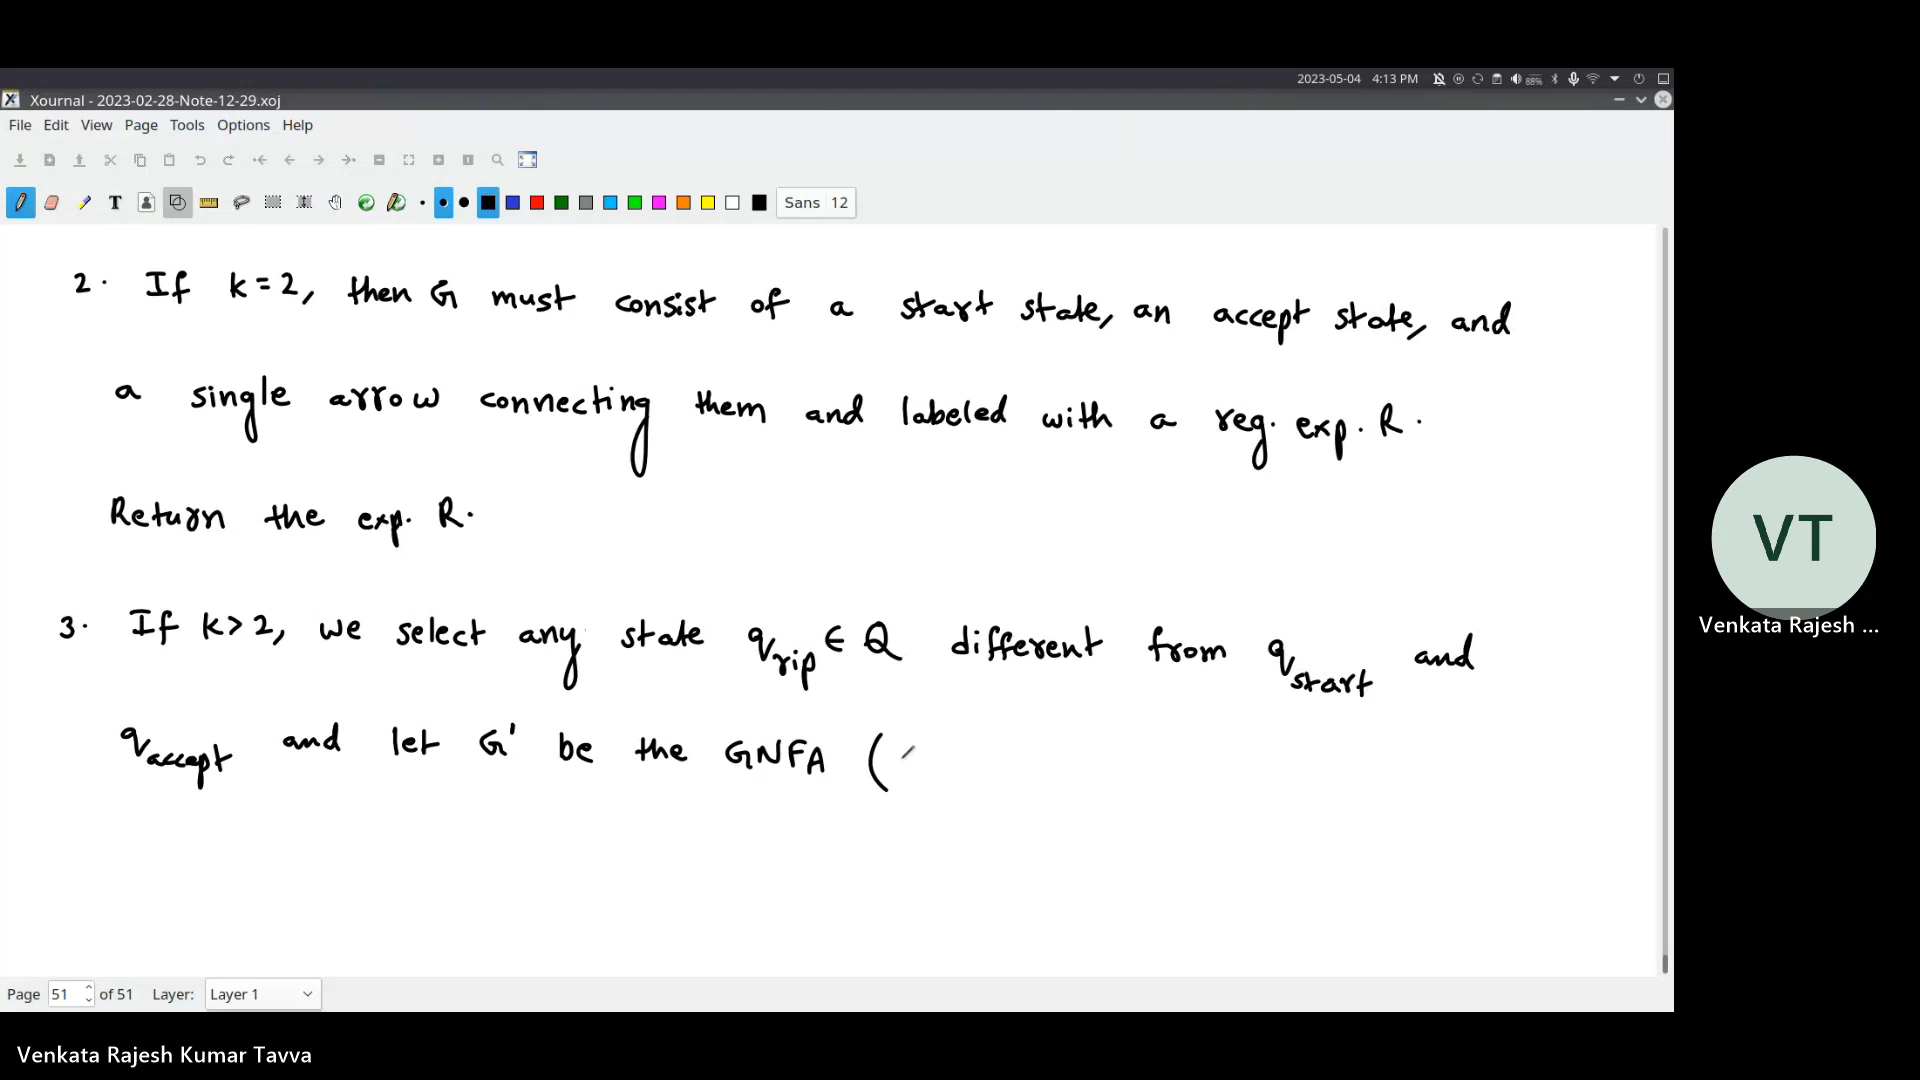 2023-05-04 4:13 PM 88%
Xournal - 2023-02-28-Note-12-29.xoj
File Edit View Page Tools Options Help
T Sans 12
2. If k=2, then G must consist of a start state, an accept state, and
a single arrow connecting them and labeled with a reg. exp. R.
Return the exp. R.
3. If k>2, we select any state q_rip ∈ Q different from q_start and
q_accept and let G' be the GNFA (
VT
Venkata Rajesh ...
Page 51 of 51 Layer: Layer 1
Venkata Rajesh Kumar Tavva